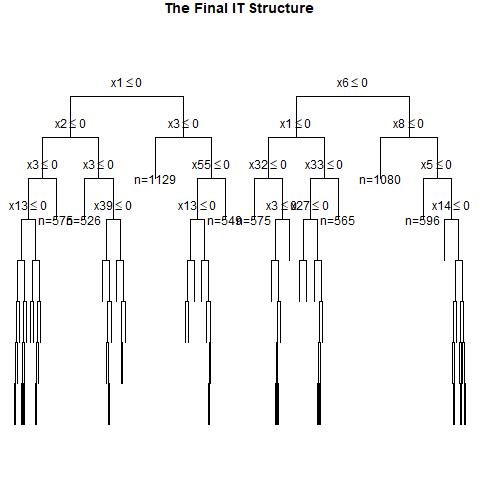 The Final IT Structure
x1 ≤ 0 x6 ≤ 0
x2 ≤ 0 x3 ≤ 0 x1 ≤ 0 x8 ≤ 0
x3 ≤ 0 x3 ≤ 0 n=1129 x55 ≤ 0 x32 ≤ 0 x33 ≤ 0 n=1080 x5 ≤ 0
x13 ≤ 0 n=575 n=526 x39 ≤ 0 x13 ≤ 0 n=549 n=575 x3 ≤ 0 x27 ≤ 0 n=565 n=596 x14 ≤ 0